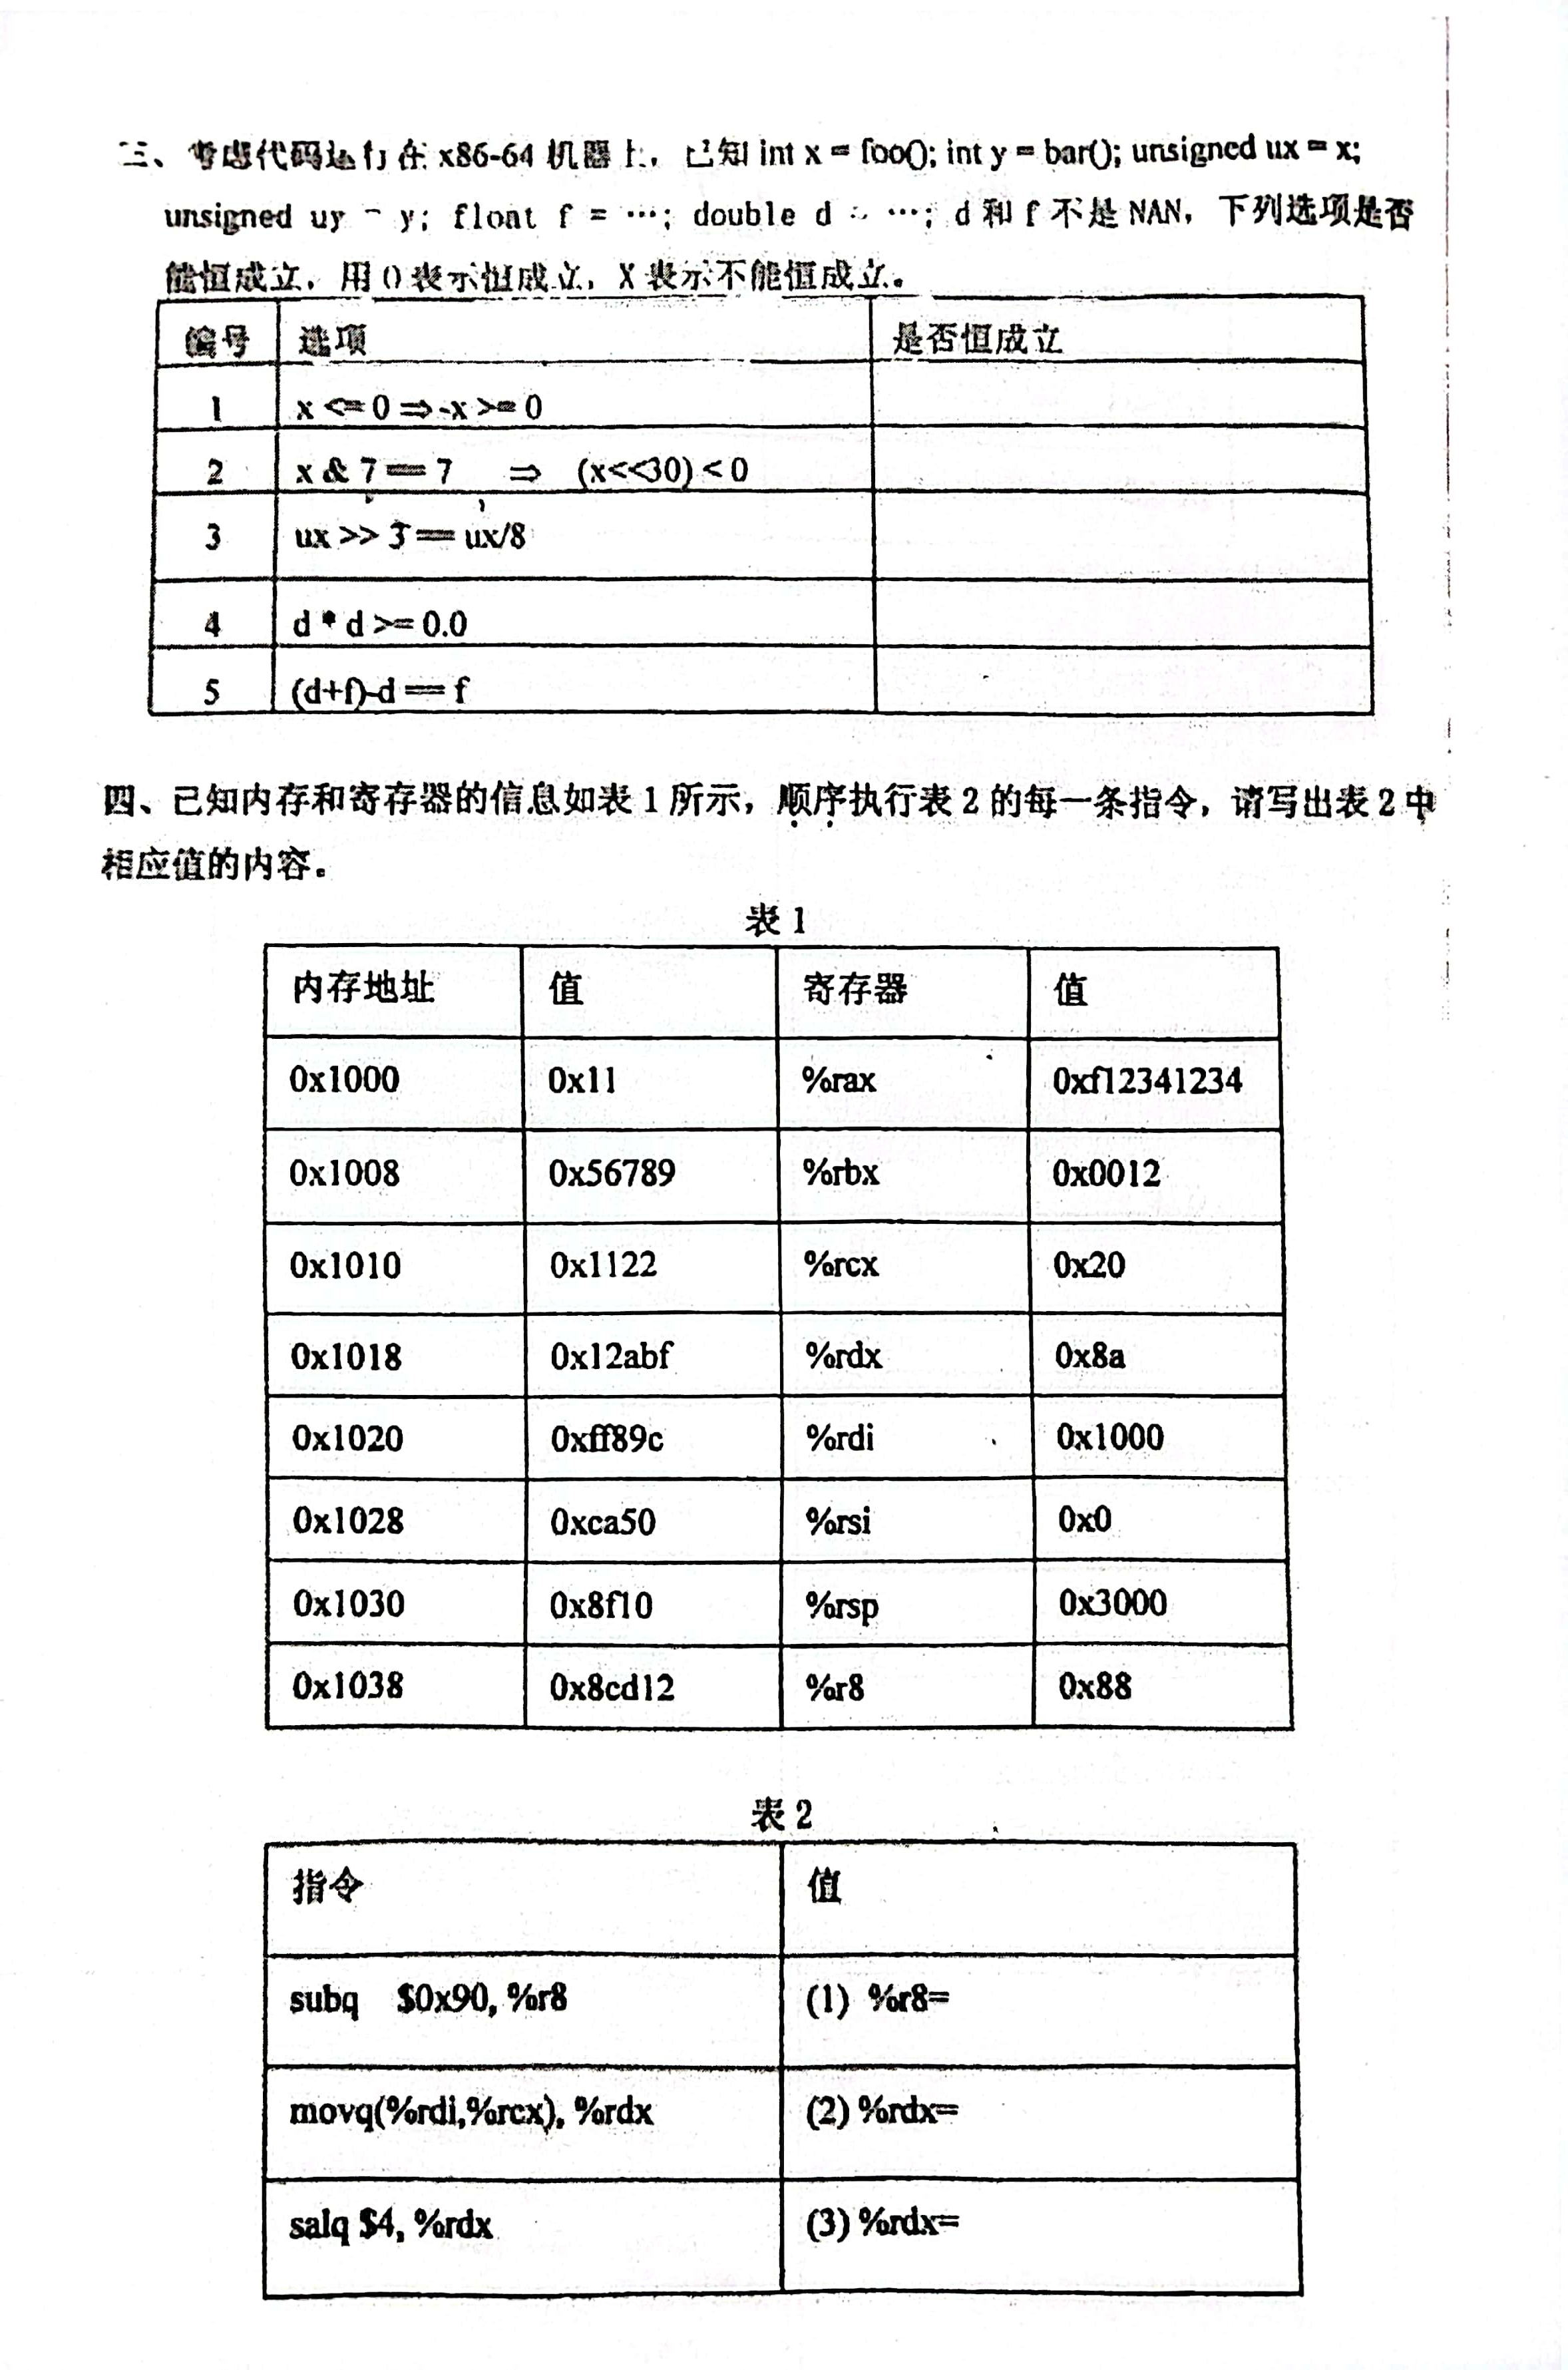 三、考虑代码运行在 x86-64 机器上，已知 int x = foo(); int y = bar(); unsigned ux = x;
unsigned uy = y; float f = …; double d = …; d 和 f 不是 NAN，下列选项是否
能恒成立，用 O 表示恒成立，X 表示不能恒成立。
编号 选项 是否恒成立
1 x <= 0 ⇒ -x >= 0
2 x & 7 == 7 ⇒ (x<<30) < 0
3 ux >> 3 == ux/8
4 d * d >= 0.0
5 (d+f)-d == f
四、已知内存和寄存器的信息如表 1 所示，顺序执行表 2 的每一条指令，请写出表 2 中
相应值的内容。
表 1
内存地址 值 寄存器 值
0x1000 0x11 %rax 0xf12341234
0x1008 0x56789 %rbx 0x0012
0x1010 0x1122 %rcx 0x20
0x1018 0x12abf %rdx 0x8a
0x1020 0xff89c %rdi 0x1000
0x1028 0xca50 %rsi 0x0
0x1030 0x8f10 %rsp 0x3000
0x1038 0x8cd12 %r8 0x88
表 2
指令 值
subq $0x90, %r8 (1) %r8=
movq(%rdi,%rcx), %rdx (2) %rdx=
salq $4, %rdx (3) %rdx=